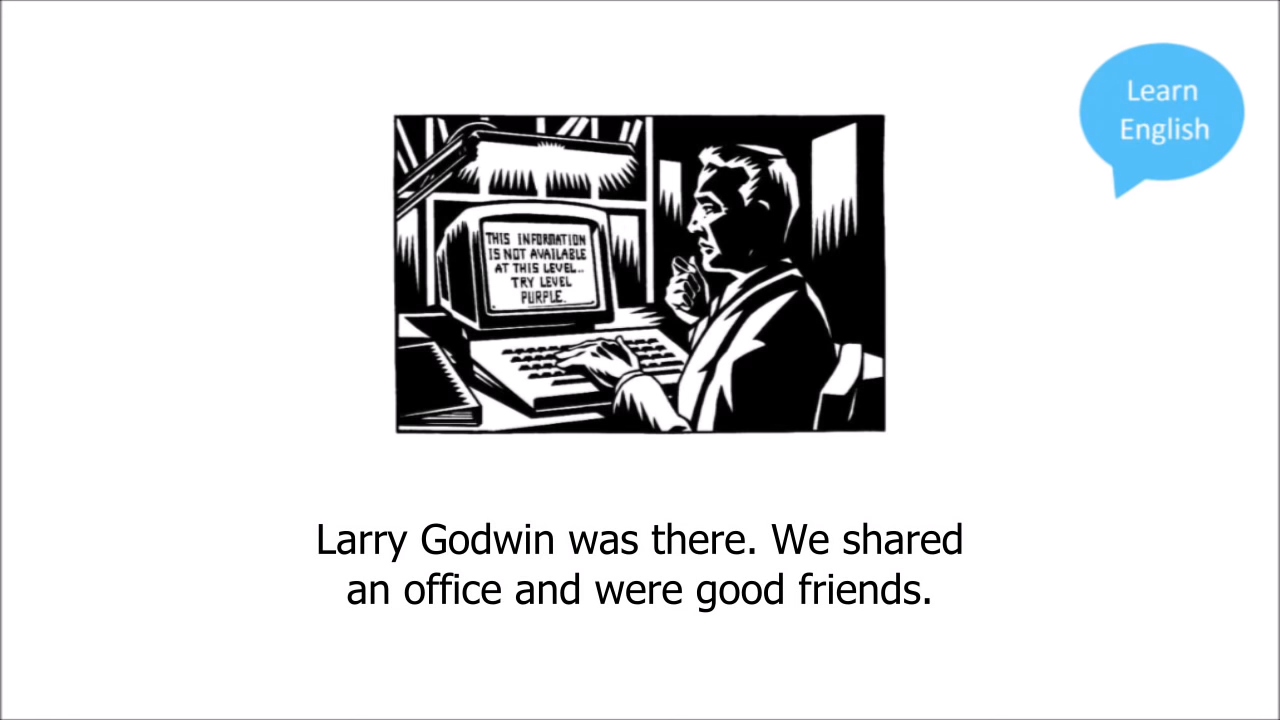 Learn
English
THIS INFORMATION
IS NOT AVAILABLE
AT THIS LEVEL..
TRY LEVEL
PURPLE.
Larry Godwin was there. We shared
an office and were good friends.